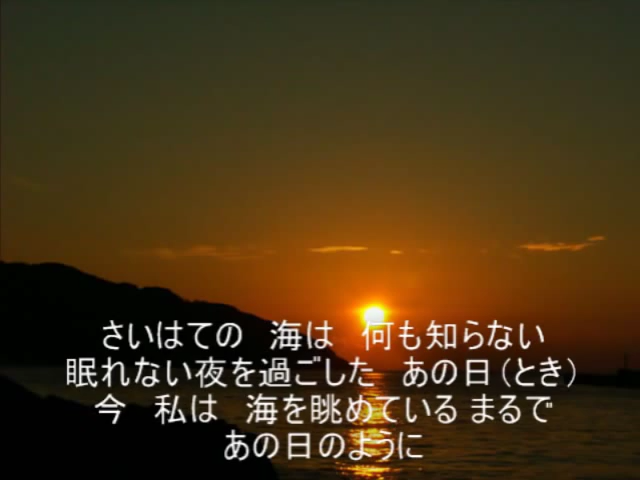 さいはての　海は　何も知らない
眠れない夜を過ごした　あの日（とき）
今　私は　海を眺めている まるで
あの日のように